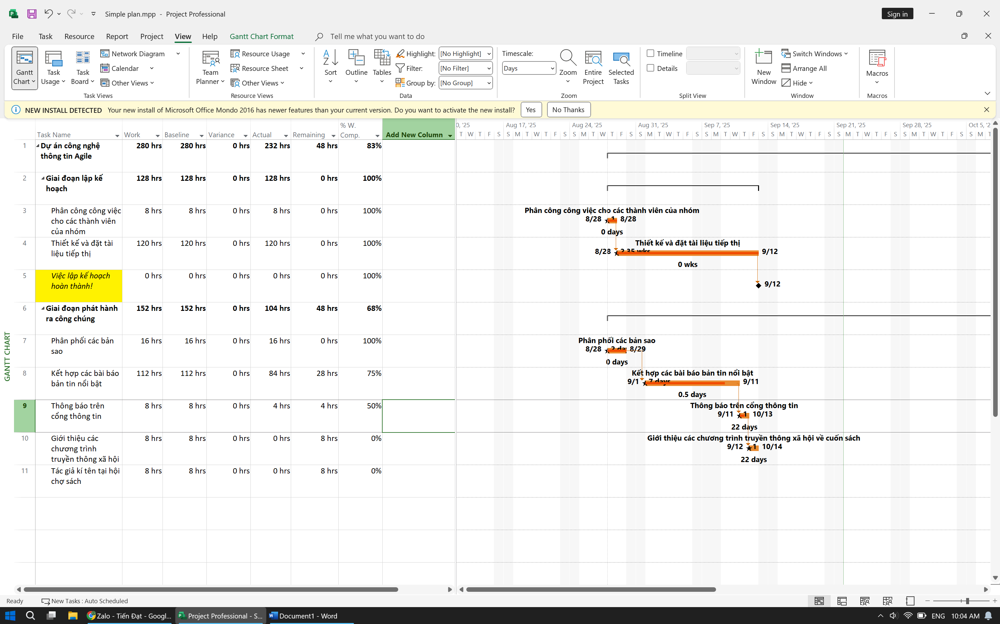 Simple plan.mpp - Project Professional
Sign in
File Task Resource Report Project View Help Gantt Chart Format Tell me what you want to do
Gantt Chart
Task Usage
Task Board
Network Diagram
Calendar
Other Views
Task Views
Team Planner
Resource Usage
Resource Sheet
Other Views
Resource Views
Sort
Outline
Tables
Highlight: [No Highlight]
Filter: [No Filter]
Group by: [No Group]
Data
Timescale:
Days
Zoom
Entire Project
Selected Tasks
Zoom
Timeline
Details
Split View
New Window
Switch Windows
Arrange All
Hide
Window
Macros
Macros
NEW INSTALL DETECTED Your new install of Microsoft Office Mondo 2016 has newer features than your current version. Do you want to activate the new install? Yes No Thanks
Task Name Work Baseline Variance Actual Remaining % W. Comp. Add New Column
1 Dự án công nghệ thông tin Agile 280 hrs 280 hrs 0 hrs 232 hrs 48 hrs 83%
2 Giai đoạn lập kế hoạch 128 hrs 128 hrs 0 hrs 128 hrs 0 hrs 100%
3 Phân công công việc cho các thành viên của nhóm 8 hrs 8 hrs 0 hrs 8 hrs 0 hrs 100%
4 Thiết kế và đặt tài liệu tiếp thị 120 hrs 120 hrs 0 hrs 120 hrs 0 hrs 100%
5 Việc lập kế hoạch hoàn thành! 0 hrs 0 hrs 0 hrs 0 hrs 0 hrs 100%
6 Giai đoạn phát hành ra công chúng 152 hrs 152 hrs 0 hrs 104 hrs 48 hrs 68%
7 Phân phối các bản sao 16 hrs 16 hrs 0 hrs 16 hrs 0 hrs 100%
8 Kết hợp các bài báo bản tin nổi bật 112 hrs 112 hrs 0 hrs 84 hrs 28 hrs 75%
9 Thông báo trên cổng thông tin 8 hrs 8 hrs 0 hrs 4 hrs 4 hrs 50%
10 Giới thiệu các chương trình truyền thông xã hội 8 hrs 8 hrs 0 hrs 0 hrs 8 hrs 0%
11 Tác giả kí tên tại hội chợ sách 8 hrs 8 hrs 0 hrs 0 hrs 8 hrs 0%
0, '25 Aug 17, '25 Aug 24, '25 Aug 31, '25 Sep 7, '25 Sep 14, '25 Sep 21, '25 Sep 28, '25 Oct 5, '2
T W T F S S M T W T F S S M T W T F S S M T W T F S S M T W T F S S M T W T F S S M T W T F S S M T W T F S S M T
Phân công công việc cho các thành viên của nhóm
8/28 1 8/28
0 days
Thiết kế và đặt tài liệu tiếp thị
8/28 2.35 wks 9/12
0 wks
9/12
Phân phối các bản sao
8/28 2 da 8/29
0 days
Kết hợp các bài báo bản tin nổi bật
9/1 7 days 9/11
0.5 days
Thông báo trên cổng thông tin
9/11 1 10/13
22 days
Giới thiệu các chương trình truyền thông xã hội về cuốn sách
9/12 1 10/14
22 days
GANTT CHART
Ready New Tasks : Auto Scheduled
Zalo - Tiến Đạt - Googl... Project Professional - S... Document1 - Word ENG 10:04 AM